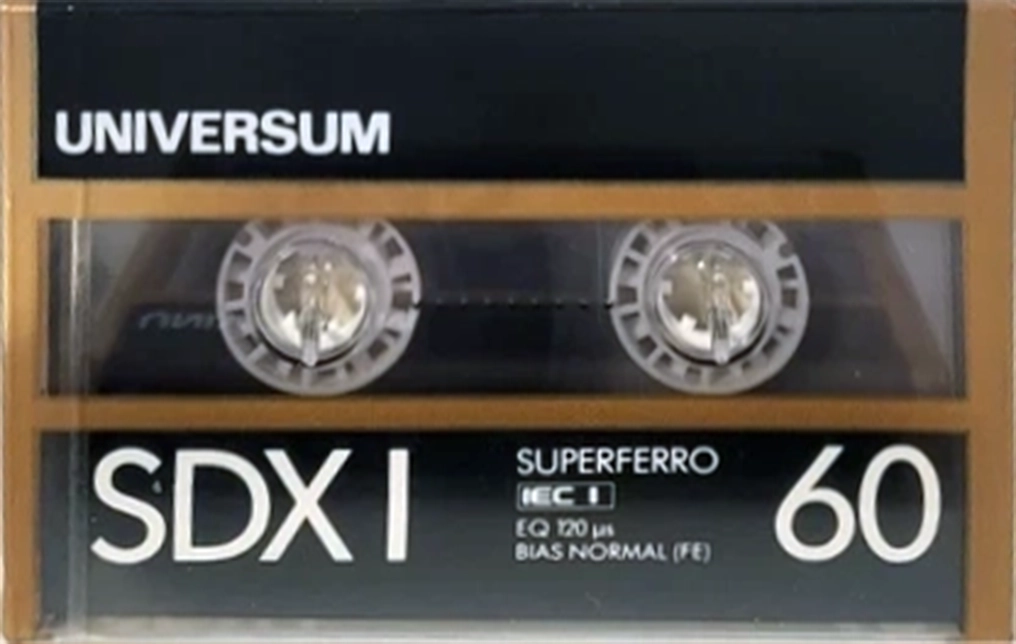 UNIVERSUM
SDX I
SUPERFERRO
IEC I
EQ 120 µs
BIAS NORMAL (FE)
60